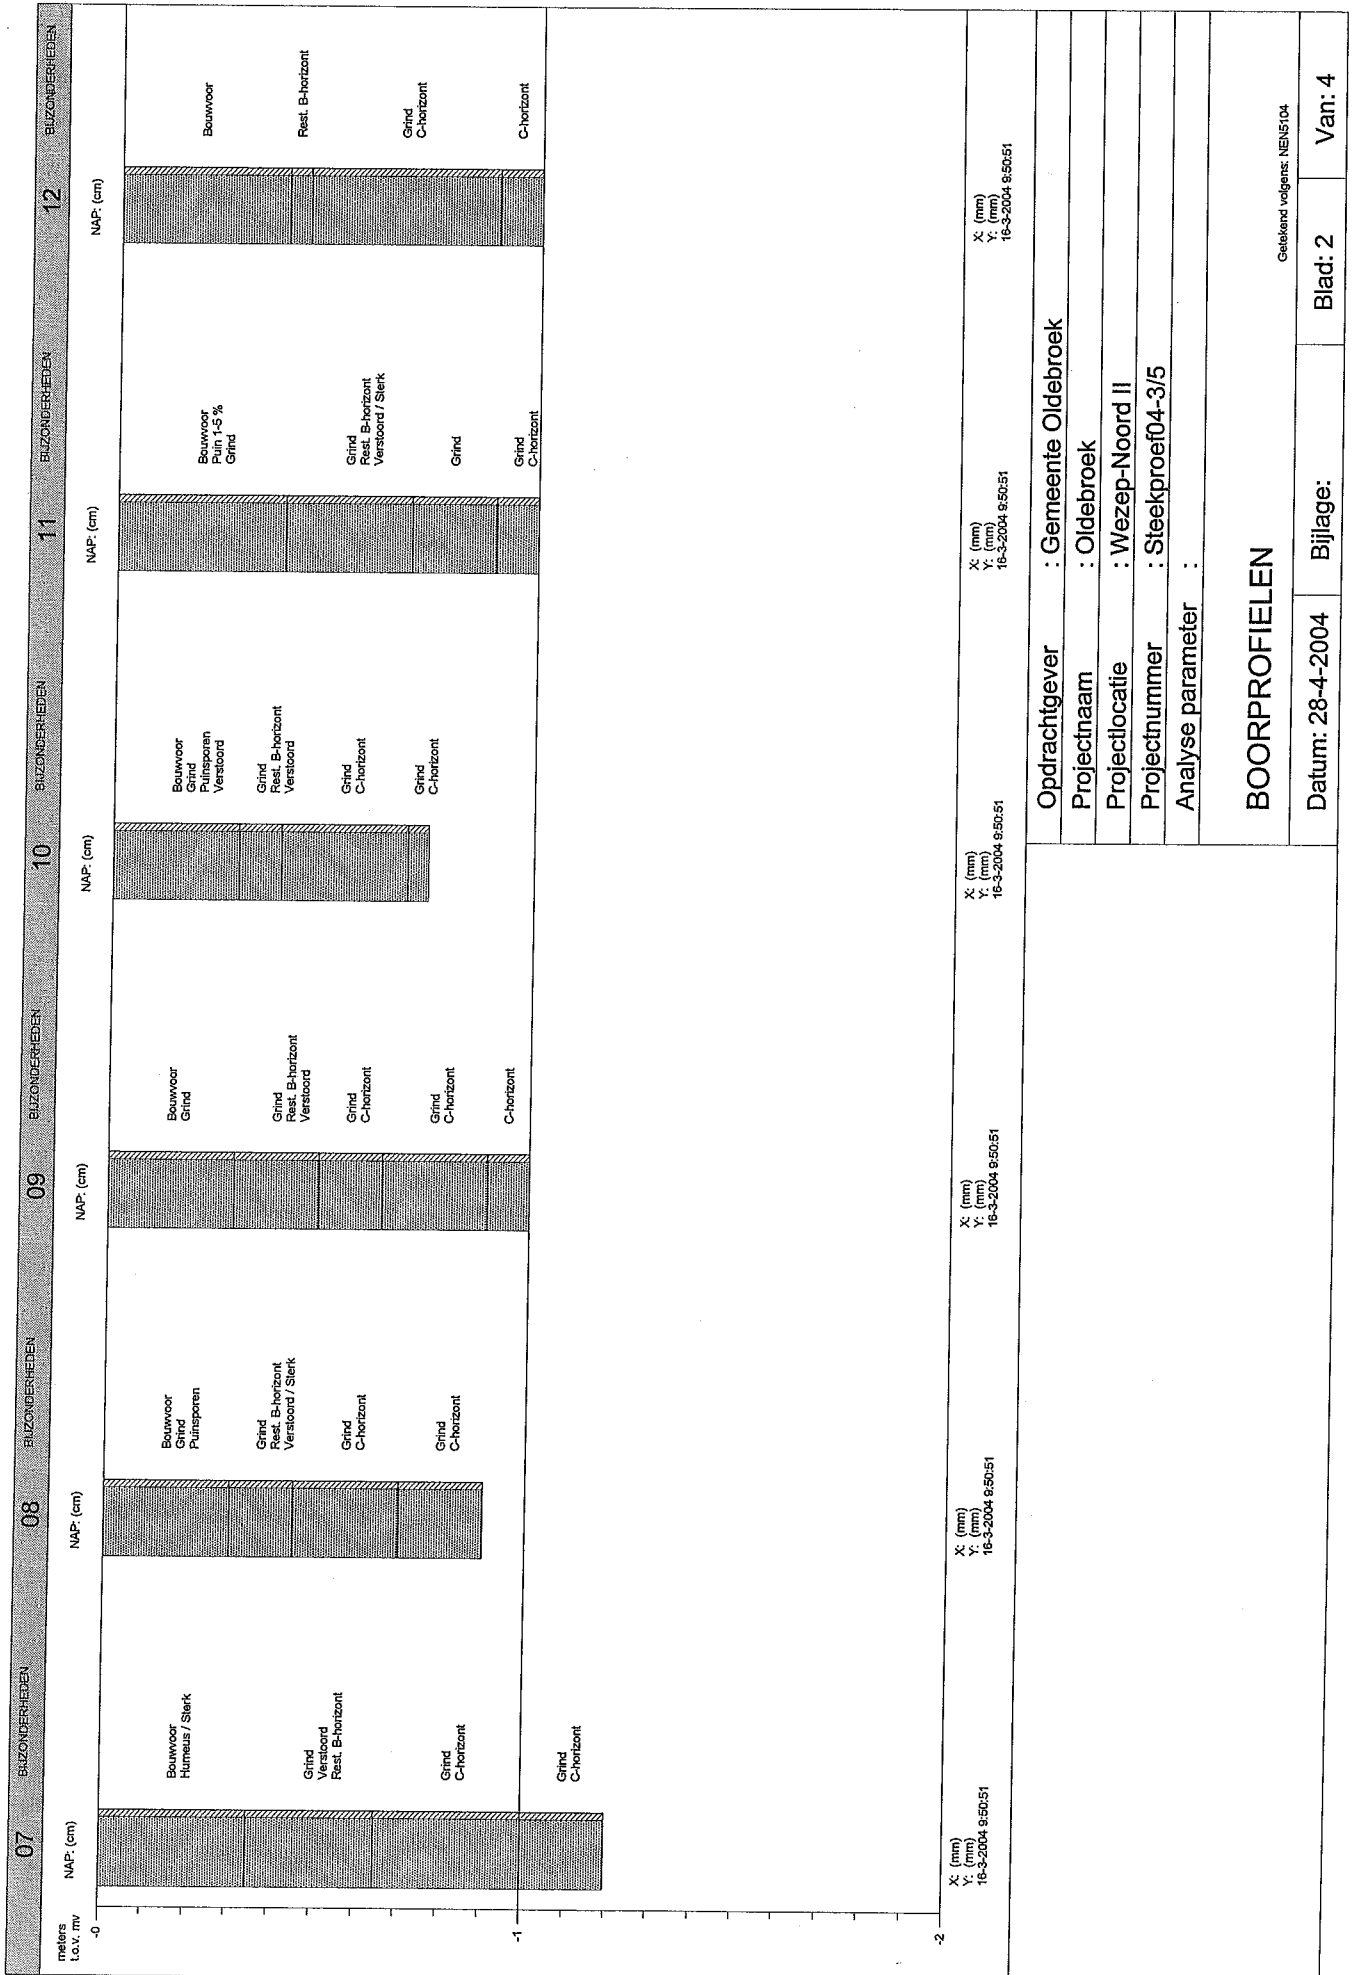 07 BIJZONDERHEDEN 08 BIJZONDERHEDEN 09 BIJZONDERHEDEN 10 BIJZONDERHEDEN 11 BIJZONDERHEDEN 12 BIJZONDERHEDEN
meters
t.o.v. mv
-0
-1
-2
NAP: (cm)
Bouwvoor
Humeus / Sterk
Grind
Verstoord
Rest. B-horizont
Grind
C-horizont
Grind
C-horizont
X: (mm)
Y: (mm)
16-3-2004 9:50:51
NAP: (cm)
Bouwvoor
Grind
Puinsporen
Grind
Rest. B-horizont
Verstoord / Sterk
Grind
C-horizont
Grind
C-horizont
X: (mm)
Y: (mm)
16-3-2004 9:50:51
NAP: (cm)
Bouwvoor
Grind
Grind
Rest. B-horizont
Verstoord
Grind
C-horizont
Grind
C-horizont
C-horizont
X: (mm)
Y: (mm)
16-3-2004 9:50:51
NAP: (cm)
Bouwvoor
Grind
Puinsporen
Verstoord
Grind
Rest. B-horizont
Verstoord
Grind
C-horizont
Grind
C-horizont
X: (mm)
Y: (mm)
16-3-2004 9:50:51
NAP: (cm)
Bouwvoor
Puin 1-5 %
Grind
Grind
Rest. B-horizont
Verstoord / Sterk
Grind
Grind
C-horizont
X: (mm)
Y: (mm)
16-3-2004 9:50:51
NAP: (cm)
Bouwvoor
Rest. B-horizont
Grind
C-horizont
C-horizont
X: (mm)
Y: (mm)
16-3-2004 9:50:51
Opdrachtgever : Gemeente Oldebroek
Projectnaam : Oldebroek
Projectlocatie : Wezep-Noord II
Projectnummer : Steekproef04-3/5
Analyse parameter :
BOORPROFIELEN
Getekend volgens: NEN5104
Datum: 28-4-2004 Bijlage: Blad: 2 Van: 4